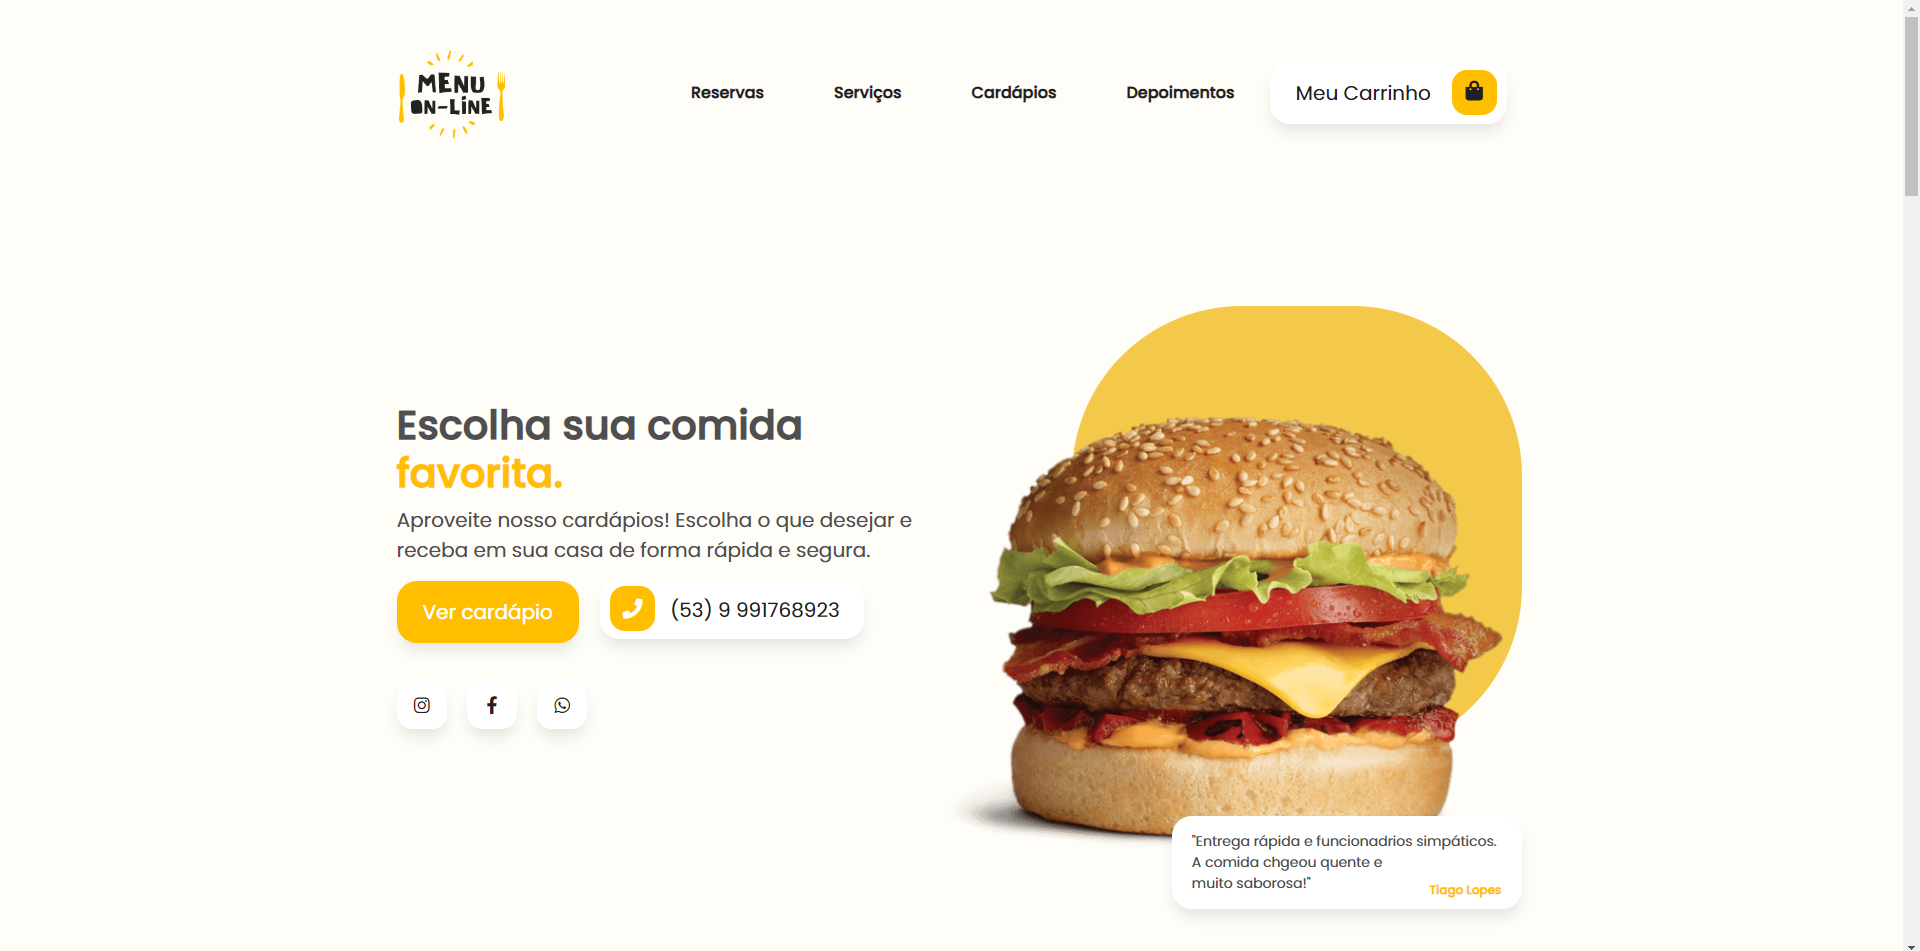 MENU
ON-LINE
Reservas
Serviços
Cardápios
Depoimentos
Meu Carrinho
Escolha sua comida
favorita.
Aproveite nosso cardápios! Escolha o que desejar e
receba em sua casa de forma rápida e segura.
Ver cardápio
(53) 9 991768923
"Entrega rápida e funcionadrios simpáticos.
A comida chgeou quente e
muito saborosa!"
Tiago Lopes